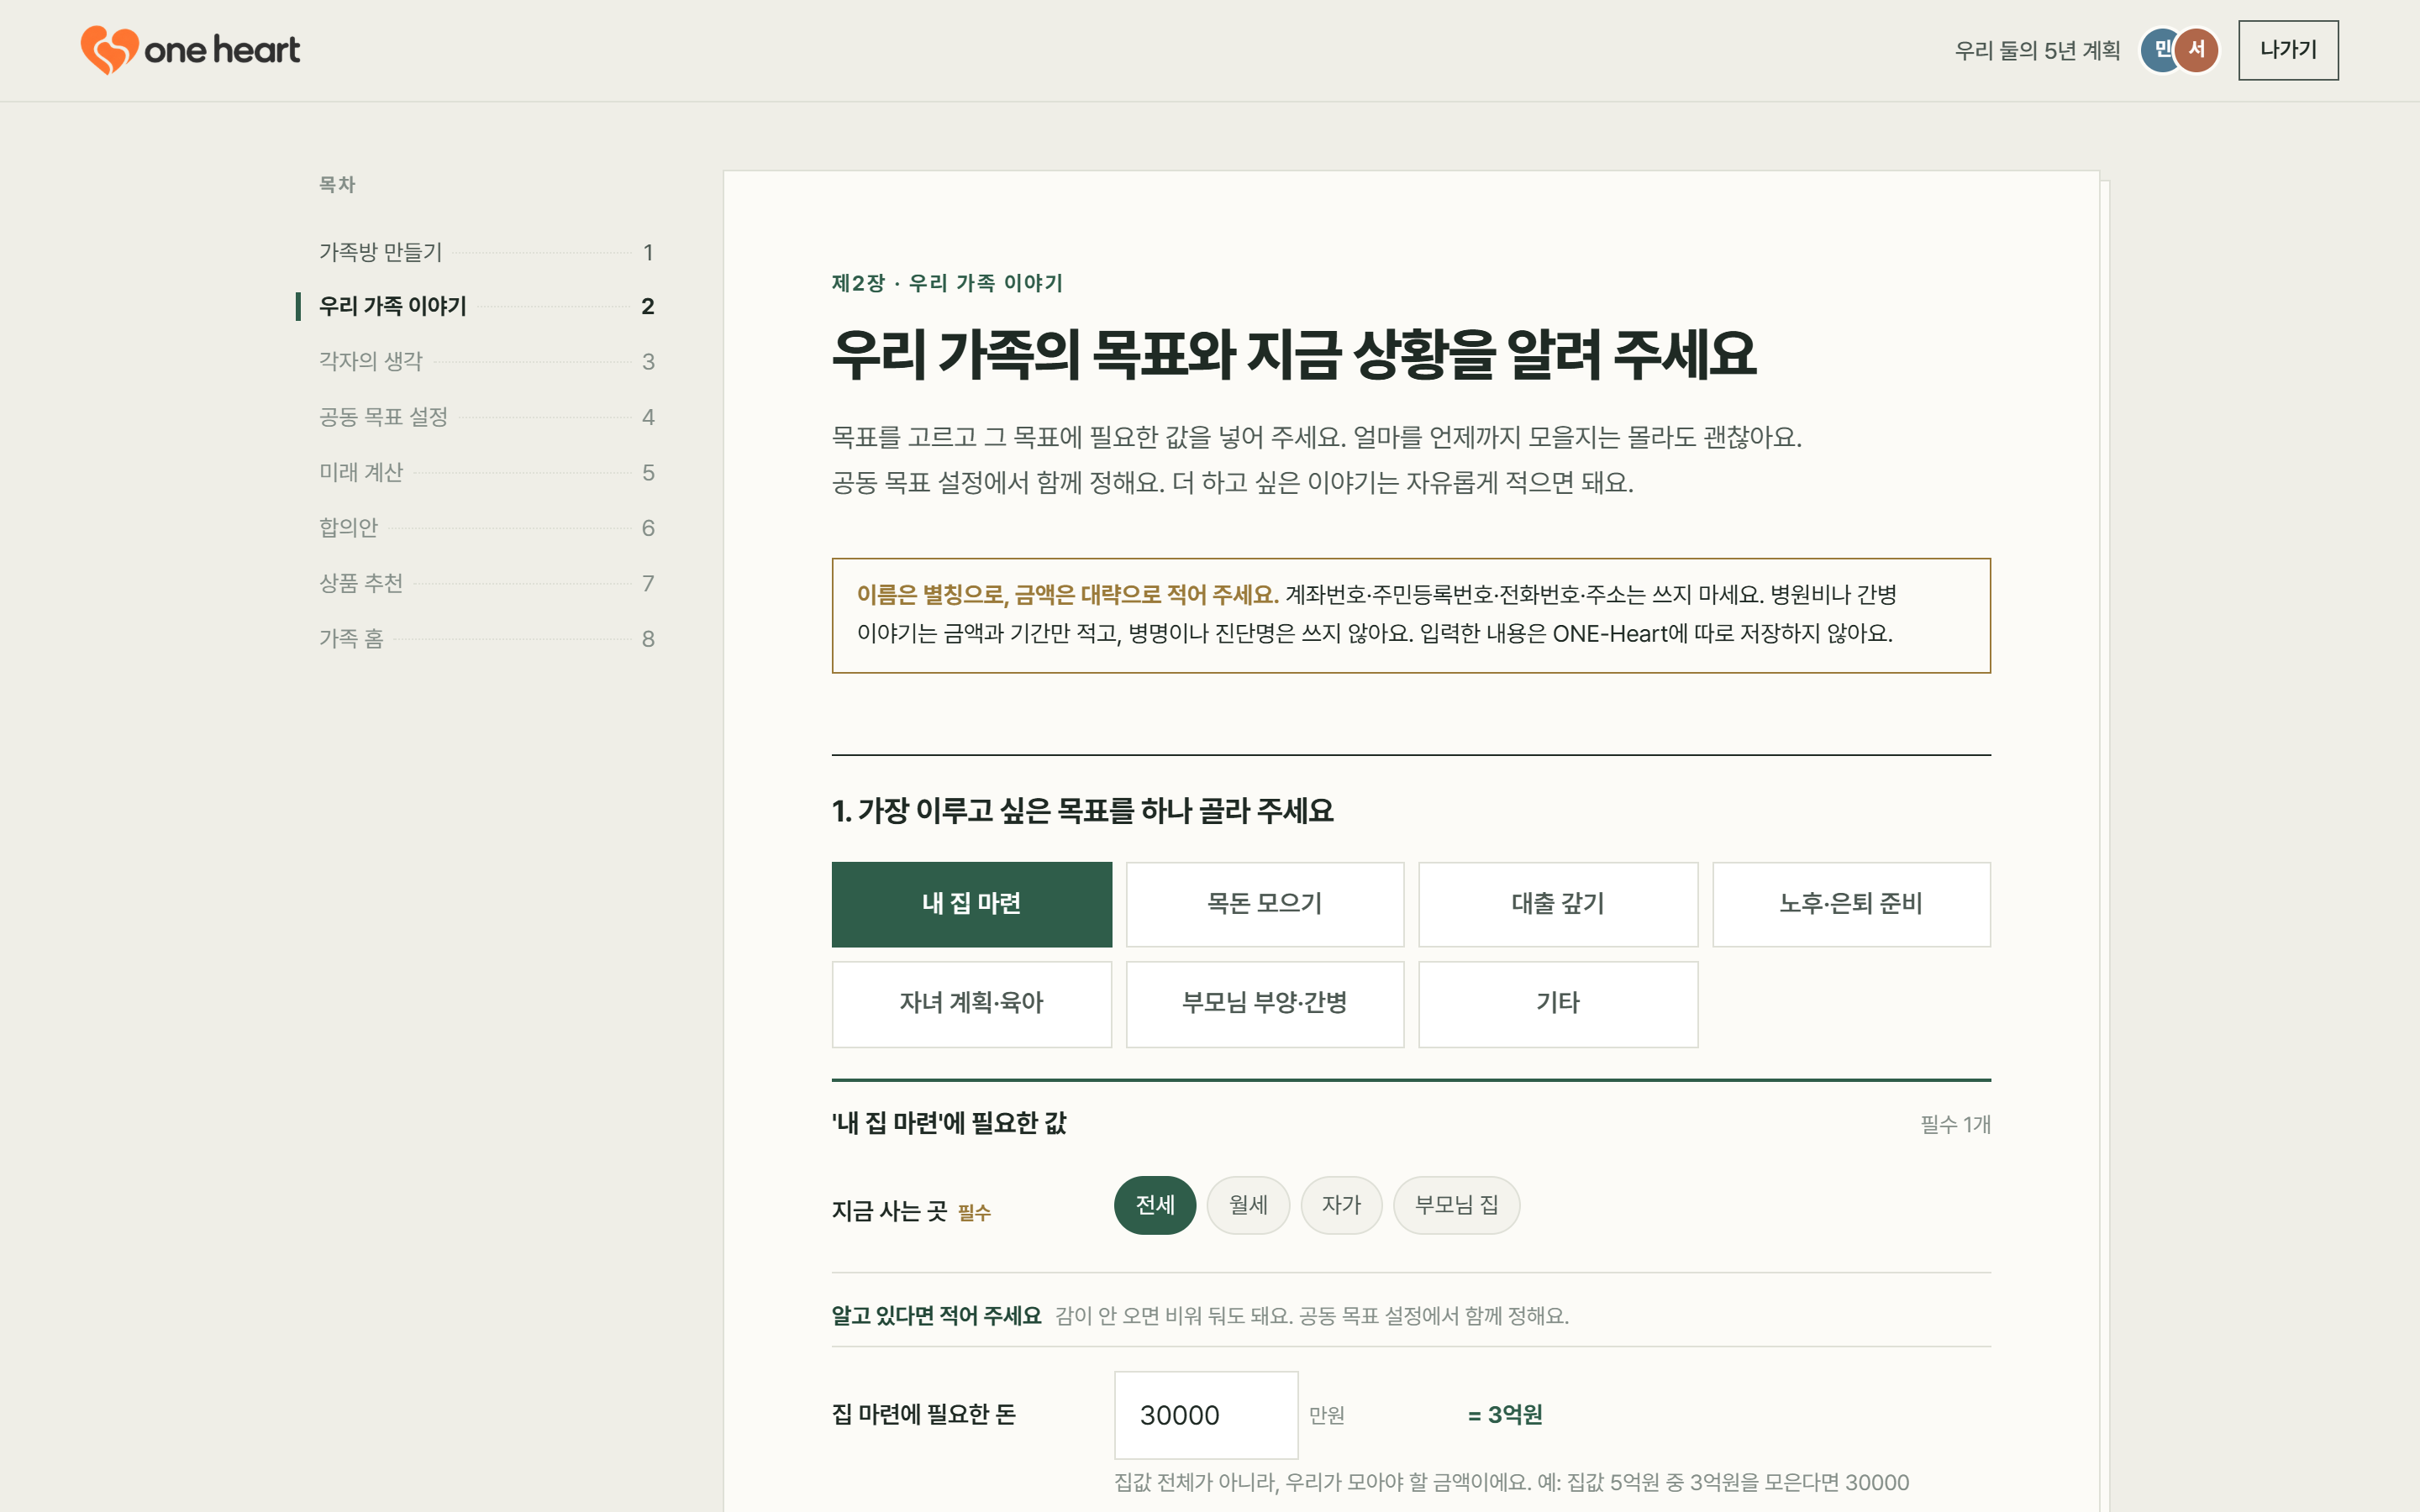 one heart
우리 둘의 5년 계획
민
서
나가기
목차
가족방 만들기 1
우리 가족 이야기 2
각자의 생각 3
공동 목표 설정 4
미래 계산 5
합의안 6
상품 추천 7
가족 홈 8
제2장 · 우리 가족 이야기
우리 가족의 목표와 지금 상황을 알려 주세요
목표를 고르고 그 목표에 필요한 값을 넣어 주세요. 얼마를 언제까지 모을지는 몰라도 괜찮아요.
공동 목표 설정에서 함께 정해요. 더 하고 싶은 이야기는 자유롭게 적으면 돼요.
이름은 별칭으로, 금액은 대략으로 적어 주세요. 계좌번호·주민등록번호·전화번호·주소는 쓰지 마세요. 병원비나 간병
이야기는 금액과 기간만 적고, 병명이나 진단명은 쓰지 않아요. 입력한 내용은 ONE-Heart에 따로 저장하지 않아요.
1. 가장 이루고 싶은 목표를 하나 골라 주세요
내 집 마련
목돈 모으기
대출 갚기
노후·은퇴 준비
자녀 계획·육아
부모님 부양·간병
기타
'내 집 마련'에 필요한 값
필수 1개
지금 사는 곳 필수
전세
월세
자가
부모님 집
알고 있다면 적어 주세요 감이 안 오면 비워 둬도 돼요. 공동 목표 설정에서 함께 정해요.
집 마련에 필요한 돈
30000 만원
= 3억원
집값 전체가 아니라, 우리가 모아야 할 금액이에요. 예: 집값 5억원 중 3억원을 모은다면 30000